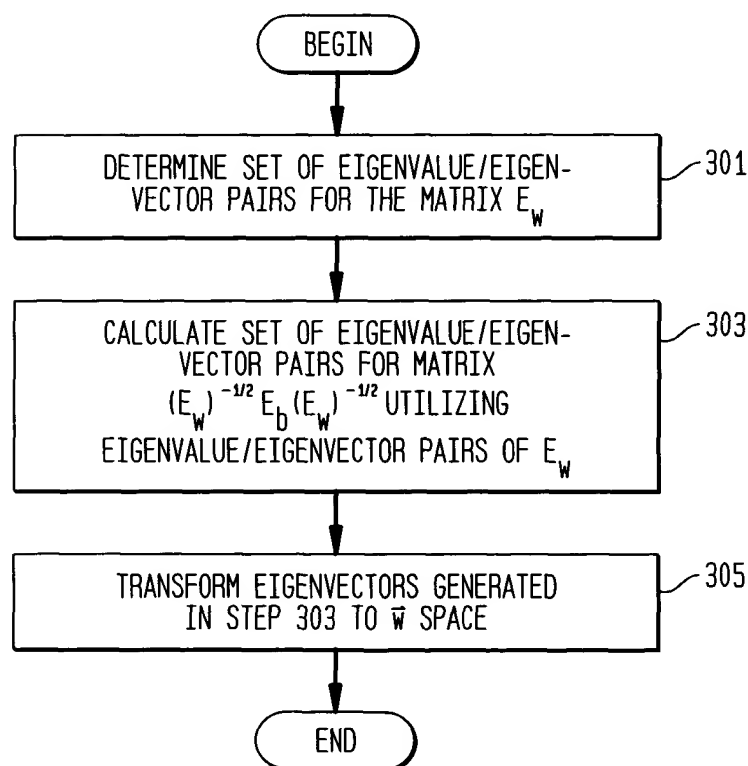 BEGIN
DETERMINE SET OF EIGENVALUE/EIGEN-
VECTOR PAIRS FOR THE MATRIX E_w
301
CALCULATE SET OF EIGENVALUE/EIGEN-
VECTOR PAIRS FOR MATRIX
(E_w)^-1/2 E_b(E_w)^-1/2 UTILIZING
EIGENVALUE/EIGENVECTOR PAIRS OF E_w
303
TRANSFORM EIGENVECTORS GENERATED
IN STEP 303 TO w̄ SPACE
305
END